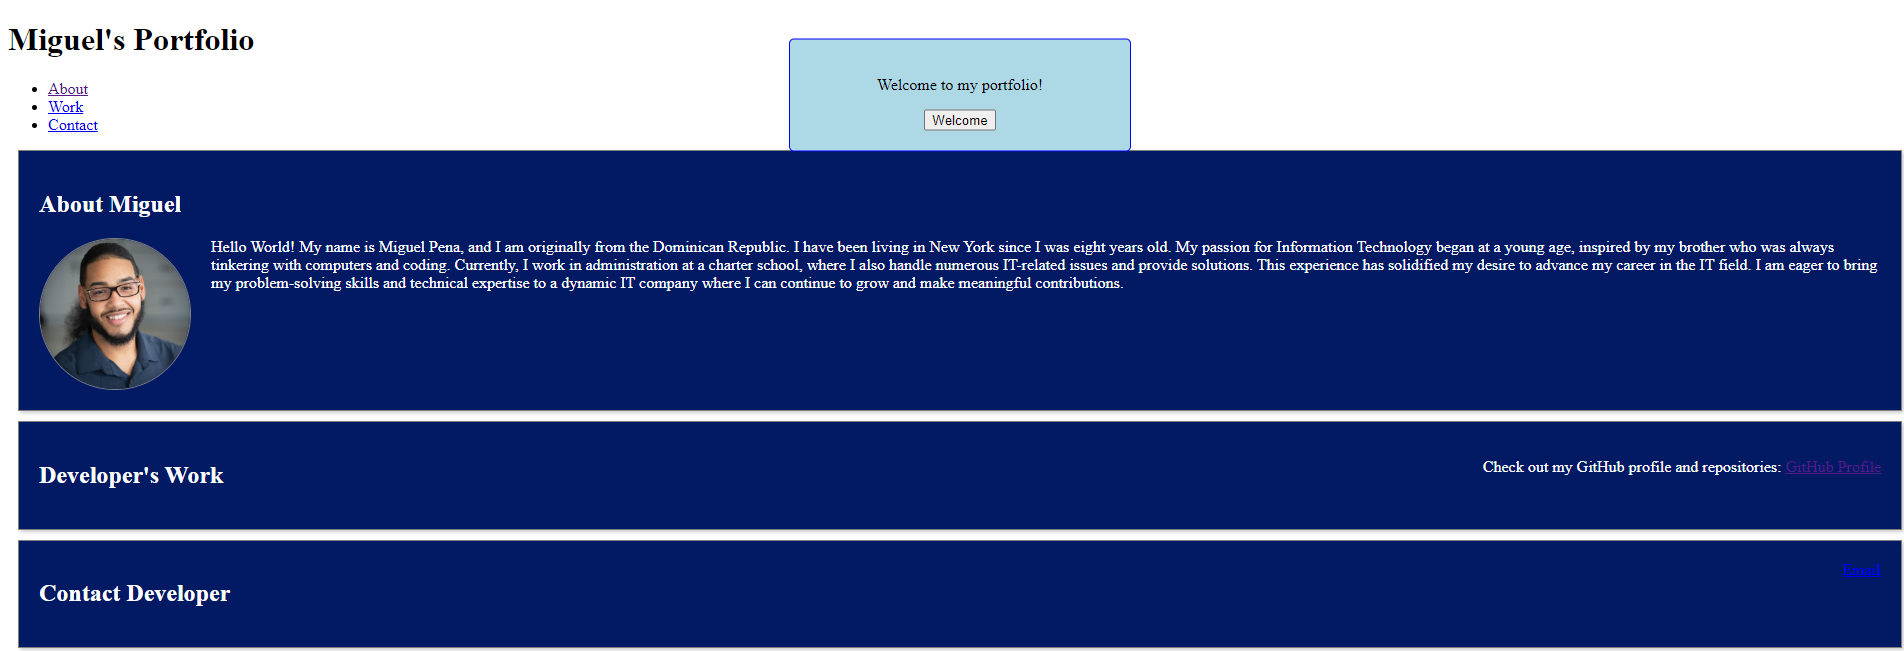 Miguel's Portfolio
About
Work
Contact
Welcome to my portfolio!
Welcome
About Miguel
Hello World! My name is Miguel Pena, and I am originally from the Dominican Republic. I have been living in New York since I was eight years old. My passion for Information Technology began at a young age, inspired by my brother who was always
tinkering with computers and coding. Currently, I work in administration at a charter school, where I also handle numerous IT-related issues and provide solutions. This experience has solidified my desire to advance my career in the IT field. I am eager to bring
my problem-solving skills and technical expertise to a dynamic IT company where I can continue to grow and make meaningful contributions.
Developer's Work
Check out my GitHub profile and repositories: GitHub Profile
Contact Developer
Email